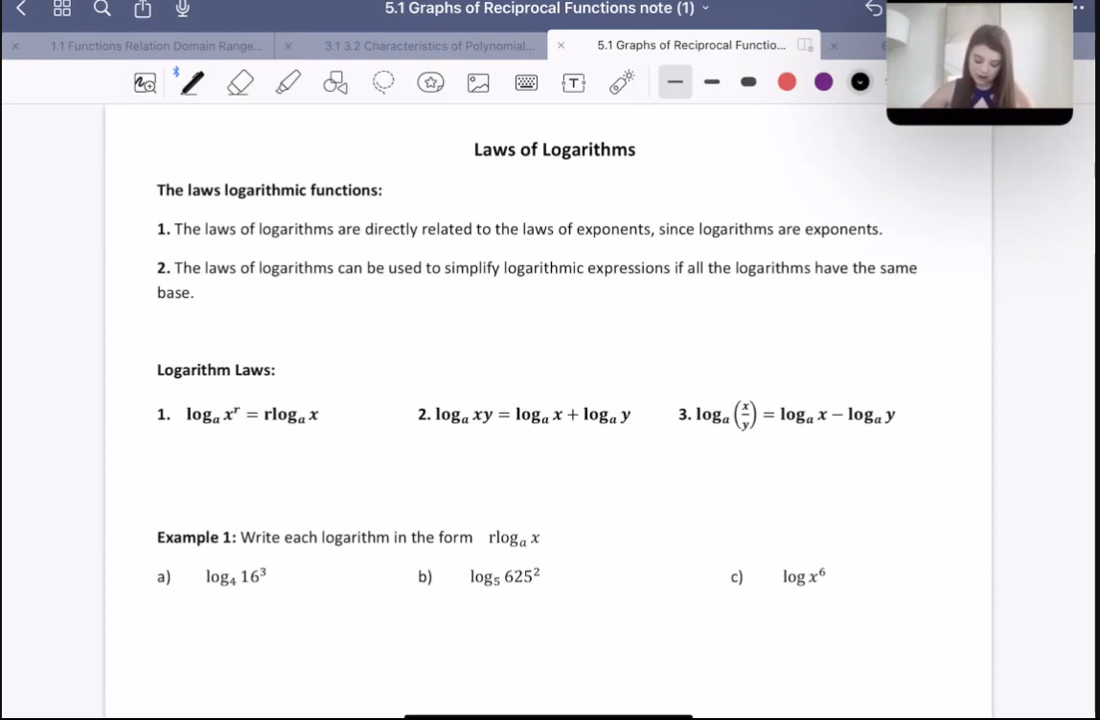 5.1 Graphs of Reciprocal Functions note (1)
1.1 Functions Relation Domain Range...
3.1 3.2 Characteristics of Polynomial...
5.1 Graphs of Reciprocal Functio...
T
Laws of Logarithms
The laws logarithmic functions:
1. The laws of logarithms are directly related to the laws of exponents, since logarithms are exponents.
2. The laws of logarithms can be used to simplify logarithmic expressions if all the logarithms have the same
base.
Logarithm Laws:
1. logₐ xʳ = rlogₐ x 2. logₐ xy = logₐ x + logₐ y 3. logₐ (x/y) = logₐ x − logₐ y
Example 1: Write each logarithm in the form rlogₐ x
a) log₄ 16³ b) log₅ 625² c) log x⁶